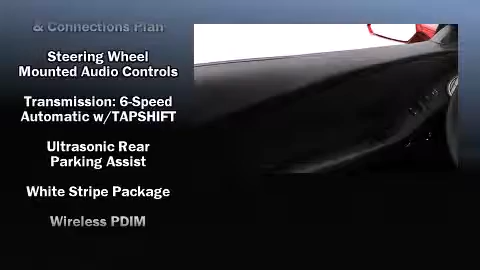 & Connections Plan
Steering Wheel
Mounted Audio Controls
Transmission: 6-Speed
Automatic w/TAPSHIFT
Ultrasonic Rear
Parking Assist
White Stripe Package
Wireless PDIM